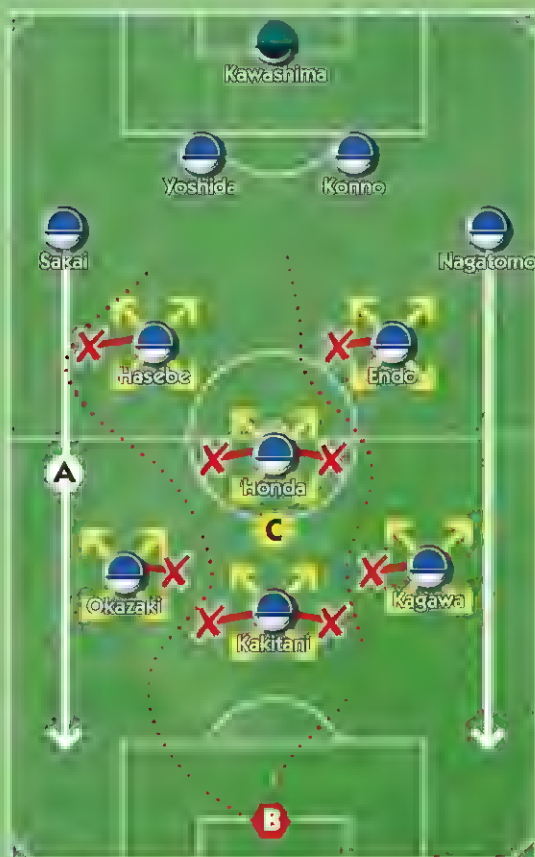 Kawashima
Yoshida Konno
Sakai Nagatomo
Hasebe Endo
Honda
A
C
Okazaki Kagawa
Kakitani
B